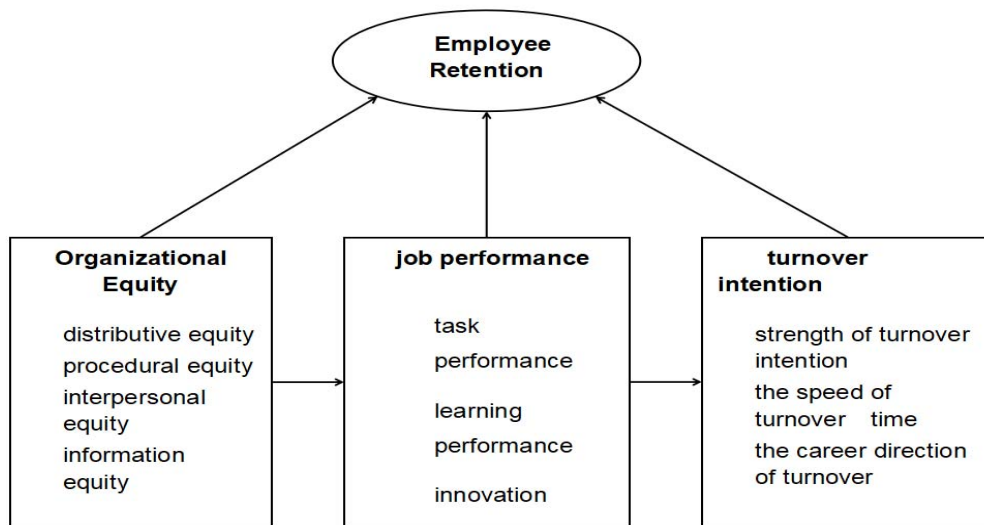 Employee
Retention
Organizational
Equity
distributive equity
procedural equity
interpersonal
equity
information
equity
job performance
task
performance
learning
performance
innovation
turnover
intention
strength of turnover
intention
the speed of
turnover time
the career direction
of turnover